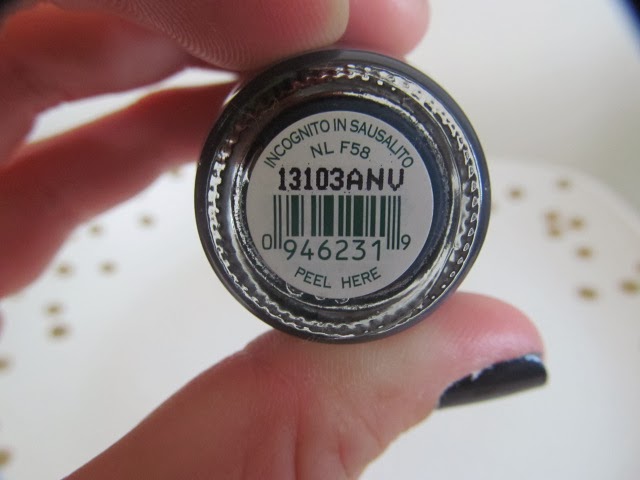 INCOGNITO IN SAUSALITO
NL F58
13103ANV
0 946231 9
PEEL HERE